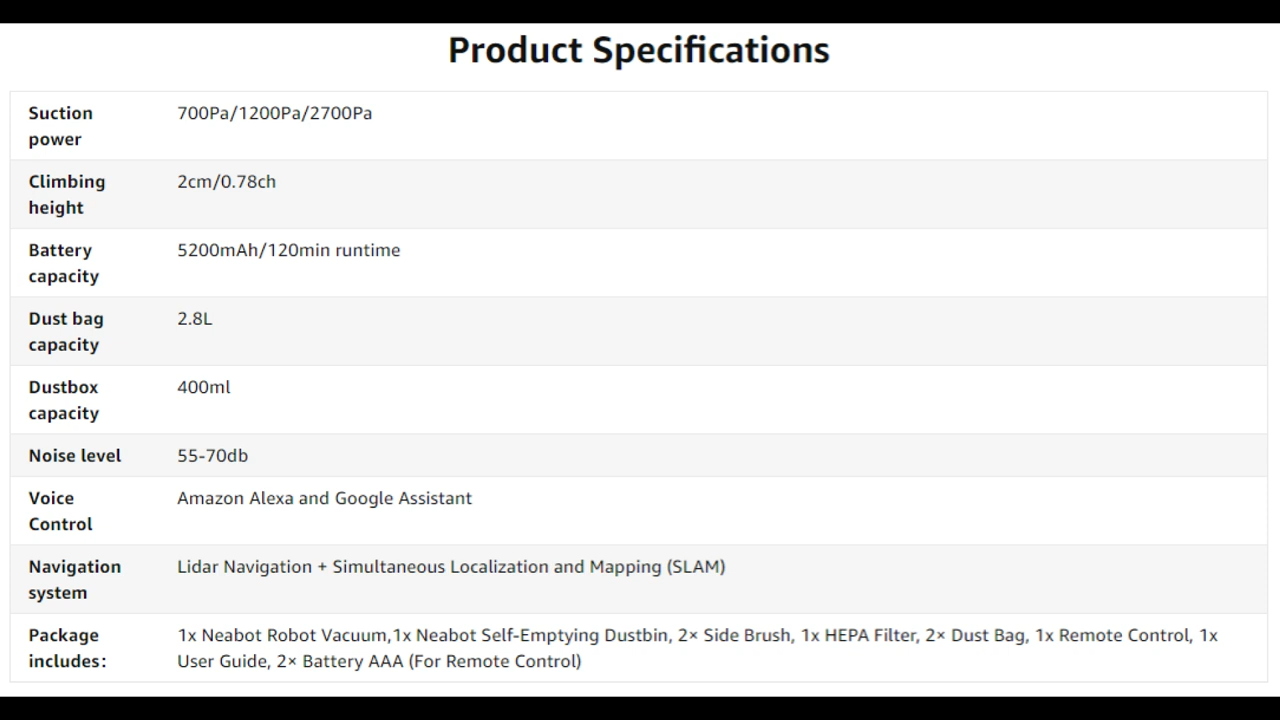 Product Specifications
Suction power
700Pa/1200Pa/2700Pa
Climbing height
2cm/0.78ch
Battery capacity
5200mAh/120min runtime
Dust bag capacity
2.8L
Dustbox capacity
400ml
Noise level
55-70db
Voice Control
Amazon Alexa and Google Assistant
Navigation system
Lidar Navigation + Simultaneous Localization and Mapping (SLAM)
Package includes:
1x Neabot Robot Vacuum,1x Neabot Self-Emptying Dustbin, 2× Side Brush, 1x HEPA Filter, 2× Dust Bag, 1x Remote Control, 1x
User Guide, 2× Battery AAA (For Remote Control)